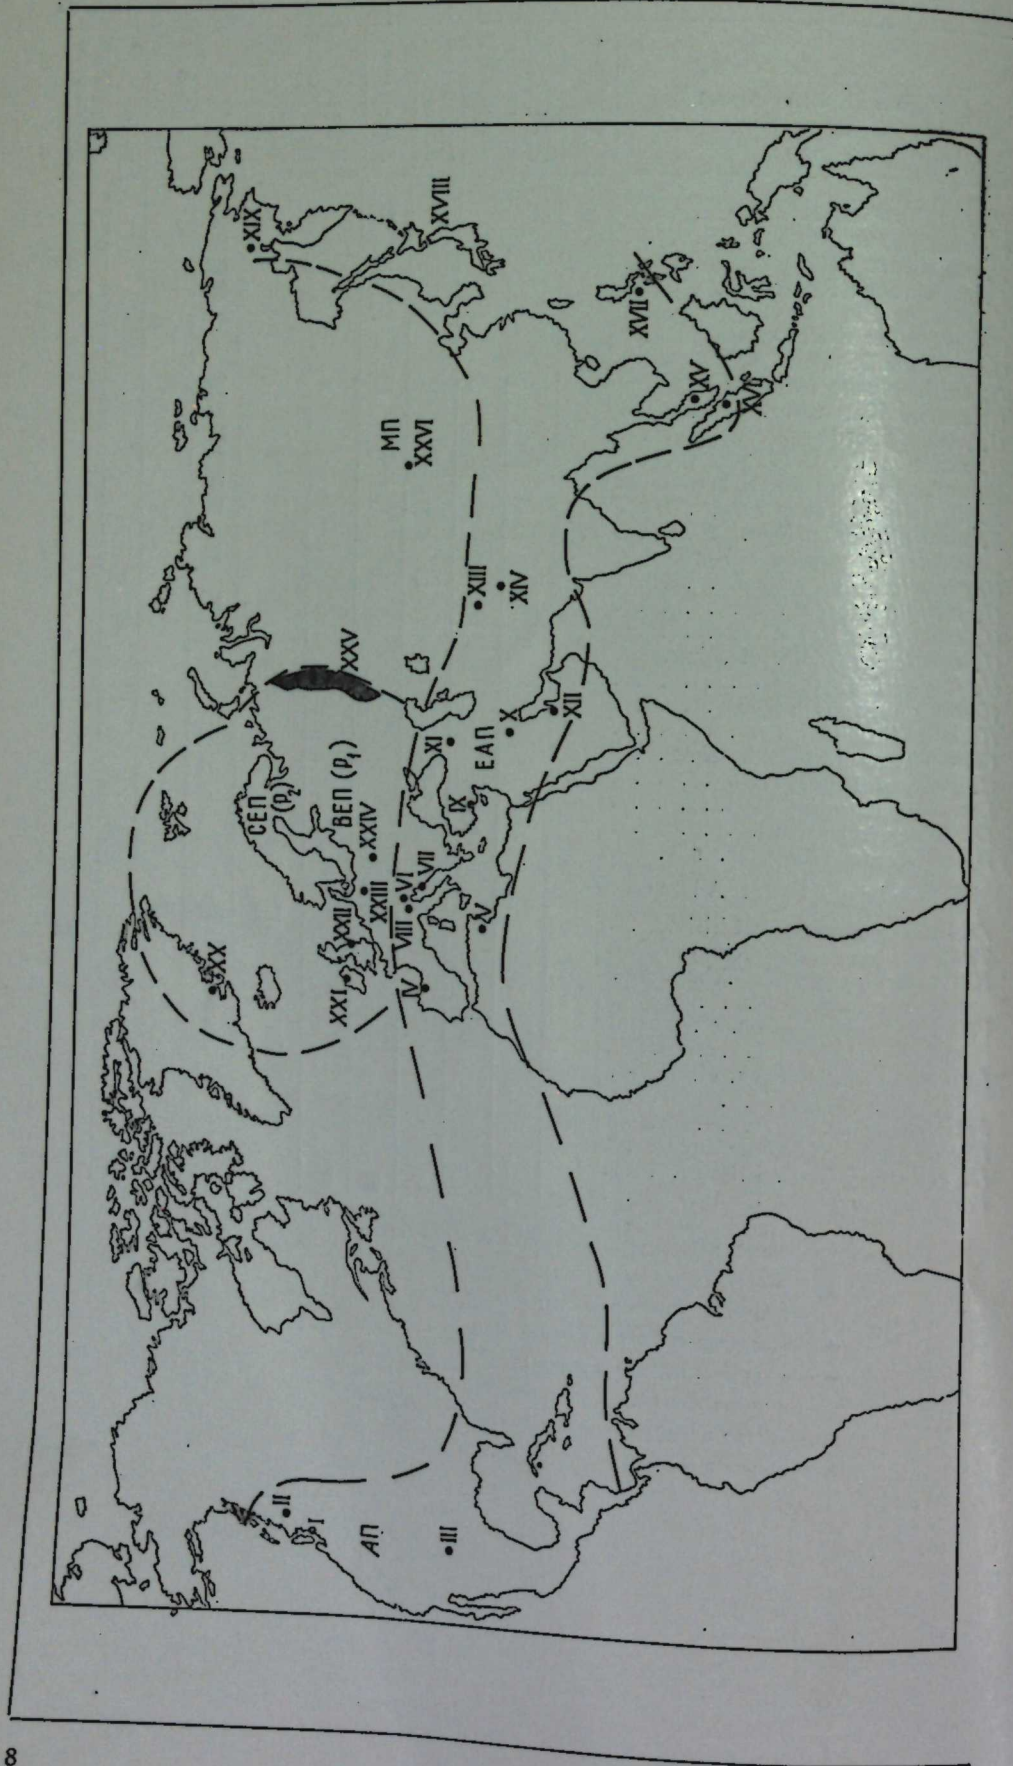 II
I
АП
III
XX
XXI
XXII
IV
VIII
XXIII
VI
VII
V
СЕП
(P₂)
ВЕП (P₁)
XXIV
IX
XI
ЕАП
X
XII
XXV
XIII
XIV
МП
XXVI
XV
XVI
XVII
XVIII
XIX
8